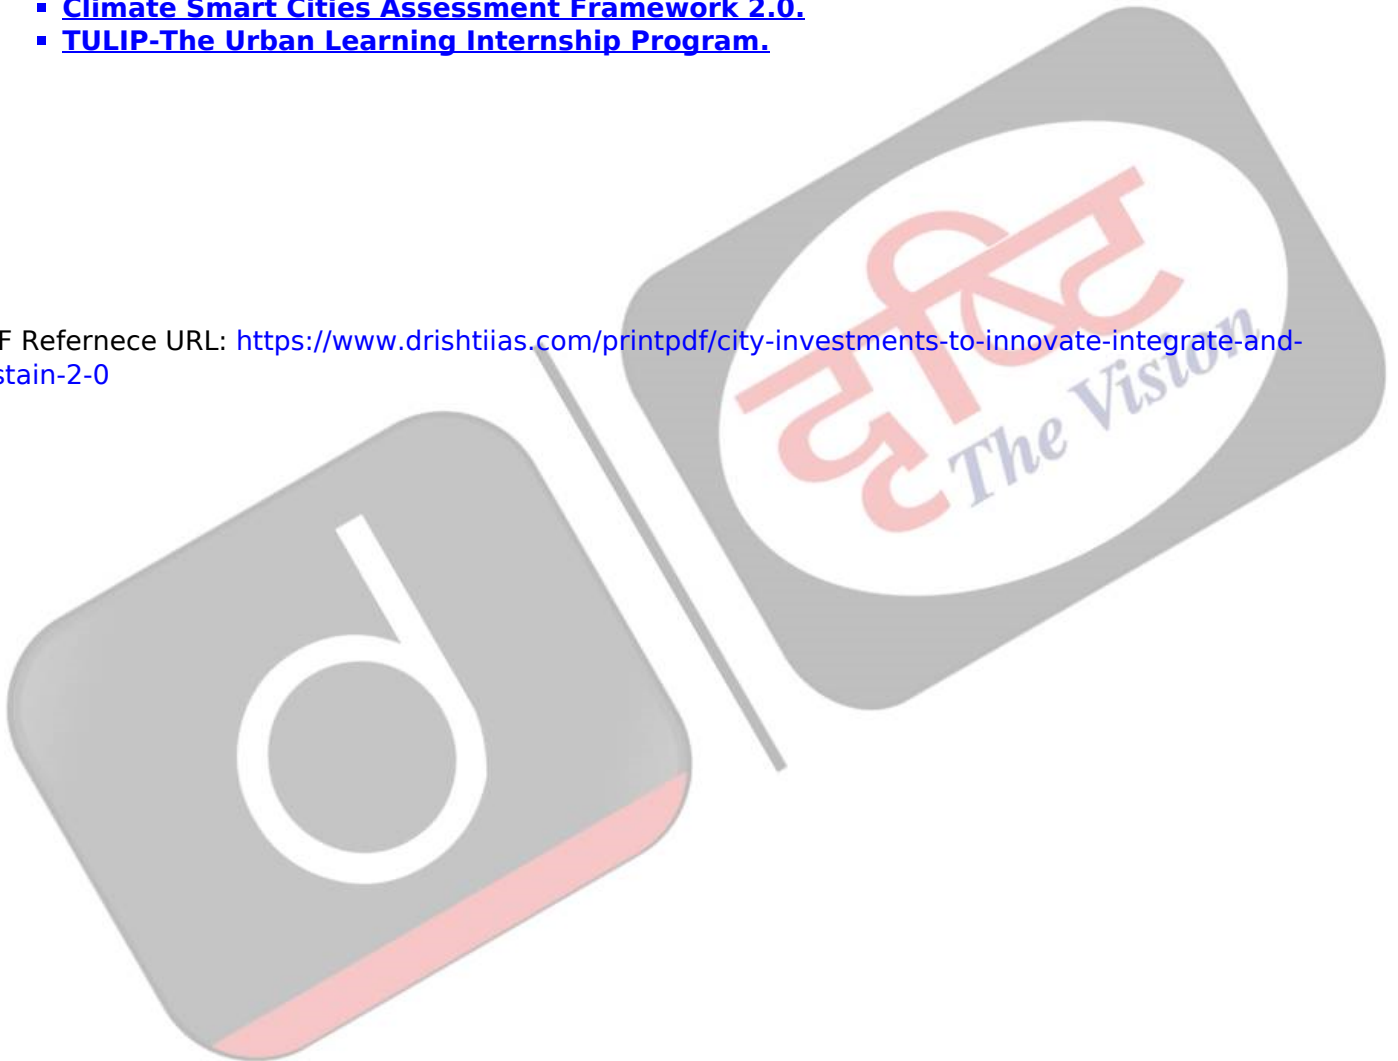 Climate Smart Cities Assessment Framework 2.0.
TULIP-The Urban Learning Internship Program.
F Refernece URL: https://www.drishtiias.com/printpdf/city-investments-to-innovate-integrate-and-
stain-2-0
दृष्टि
The Vision
d